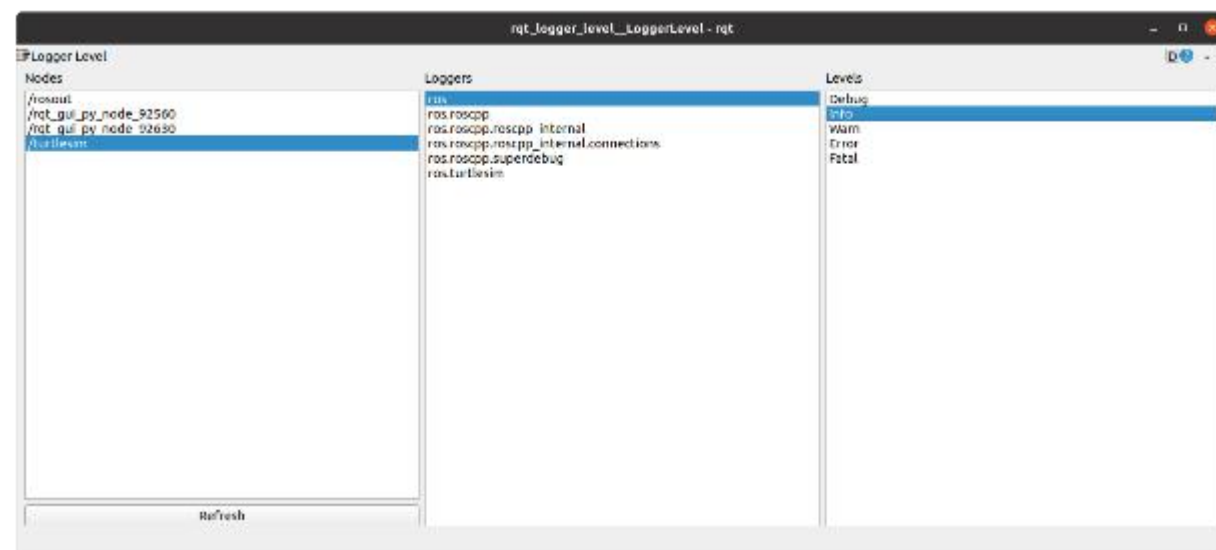 rqt_logger_level__LoggerLevel - rqt
Logger Level
D
Nodes
/rosout
/rqt_gui_py_node_92560
/rqt_gui_py_node_92630
/turtlesim
Refresh
Loggers
ros
ros.roscpp
ros.roscpp.roscpp_internal
ros.roscpp.roscpp_internal.connections
ros.roscpp.superdebug
ros.turtlesim
Levels
Debug
Info
Warn
Error
Fatal